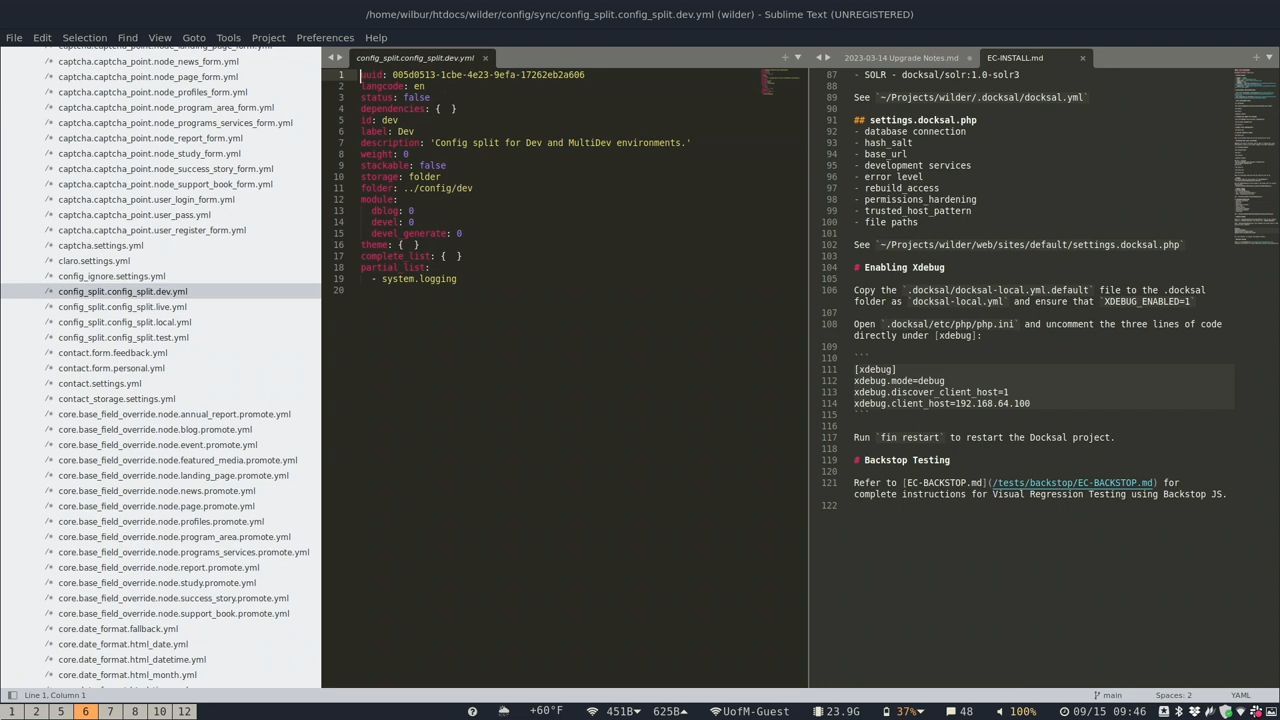 /home/wilbur/htdocs/wilder/config/sync/config_split.config_split.dev.yml (wilder) - Sublime Text (UNREGISTERED)
File Edit Selection Find View Goto Tools Project Preferences Help
captcha.captcha_point.node_landing_page_form.yml
/* captcha.captcha_point.node_news_form.yml
/* captcha.captcha_point.node_page_form.yml
/* captcha.captcha_point.node_profiles_form.yml
/* captcha.captcha_point.node_program_area_form.yml
/* captcha.captcha_point.node_programs_services_form.yml
/* captcha.captcha_point.node_report_form.yml
/* captcha.captcha_point.node_study_form.yml
/* captcha.captcha_point.node_success_story_form.yml
/* captcha.captcha_point.node_support_book_form.yml
/* captcha.captcha_point.user_login_form.yml
/* captcha.captcha_point.user_pass.yml
/* captcha.captcha_point.user_register_form.yml
/* captcha.settings.yml
/* claro.settings.yml
/* config_ignore.settings.yml
/* config_split.config_split.dev.yml
/* config_split.config_split.live.yml
/* config_split.config_split.local.yml
/* config_split.config_split.test.yml
/* contact.form.feedback.yml
/* contact.form.personal.yml
/* contact.settings.yml
/* contact_storage.settings.yml
/* core.base_field_override.node.annual_report.promote.yml
/* core.base_field_override.node.blog.promote.yml
/* core.base_field_override.node.event.promote.yml
/* core.base_field_override.node.featured_media.promote.yml
/* core.base_field_override.node.landing_page.promote.yml
/* core.base_field_override.node.news.promote.yml
/* core.base_field_override.node.page.promote.yml
/* core.base_field_override.node.profiles.promote.yml
/* core.base_field_override.node.program_area.promote.yml
/* core.base_field_override.node.programs_services.promote.yml
/* core.base_field_override.node.report.promote.yml
/* core.base_field_override.node.study.promote.yml
/* core.base_field_override.node.success_story.promote.yml
/* core.base_field_override.node.support_book.promote.yml
/* core.date_format.fallback.yml
/* core.date_format.html_date.yml
/* core.date_format.html_datetime.yml
/* core.date_format.html_month.yml
config_split.config_split.dev.yml ×
1 uuid: 005d0513-1cbe-4e23-9efa-17262eb2a606
2 langcode: en
3 status: false
4 dependencies: {  }
5 id: dev
6 label: Dev
7 description: 'Config split for Dev and MultiDev environments.'
8 weight: 0
9 stackable: false
10 storage: folder
11 folder: ../config/dev
12 module:
13   dblog: 0
14   devel: 0
15   devel_generate: 0
16 theme: {  }
17 complete_list: {  }
18 partial_list:
19   - system.logging
20
2023-03-14 Upgrade Notes.md EC-INSTALL.md ×
87 - SOLR - docksal/solr:1.0-solr3
88
89 See `~/Projects/wilder/.docksal/docksal.yml`
90
91 ## settings.docksal.php
92 - database connection
93 - hash_salt
94 - base_url
95 - development services
96 - error level
97 - rebuild_access
98 - permissions_hardening
99 - trusted_host_pattern
100 - file paths
101
102 See `~/Projects/wilder/web/sites/default/settings.docksal.php`
103
104 # Enabling Xdebug
105
106 Copy the `.docksal/docksal-local.yml.default` file to the .docksal
folder as `docksal-local.yml` and ensure that `XDEBUG_ENABLED=1`
107
108 Open `.docksal/etc/php/php.ini` and uncomment the three lines of code
directly under [xdebug]:
109
110 ```
111 [xdebug]
112 xdebug.mode=debug
113 xdebug.discover_client_host=1
114 xdebug.client_host=192.168.64.100
115 ```
116
117 Run `fin restart` to restart the Docksal project.
118
119 # Backstop Testing
120
121 Refer to [EC-BACKSTOP.md](/tests/backstop/EC-BACKSTOP.md) for
complete instructions for Visual Regression Testing using Backstop JS.
122
Line 1, Column 1 main Spaces: 2 YAML
1 2 5 6 7 8 10 12 +60°F 451B 625B UofM-Guest 23.9G 37% 48 100% 09/15 09:46